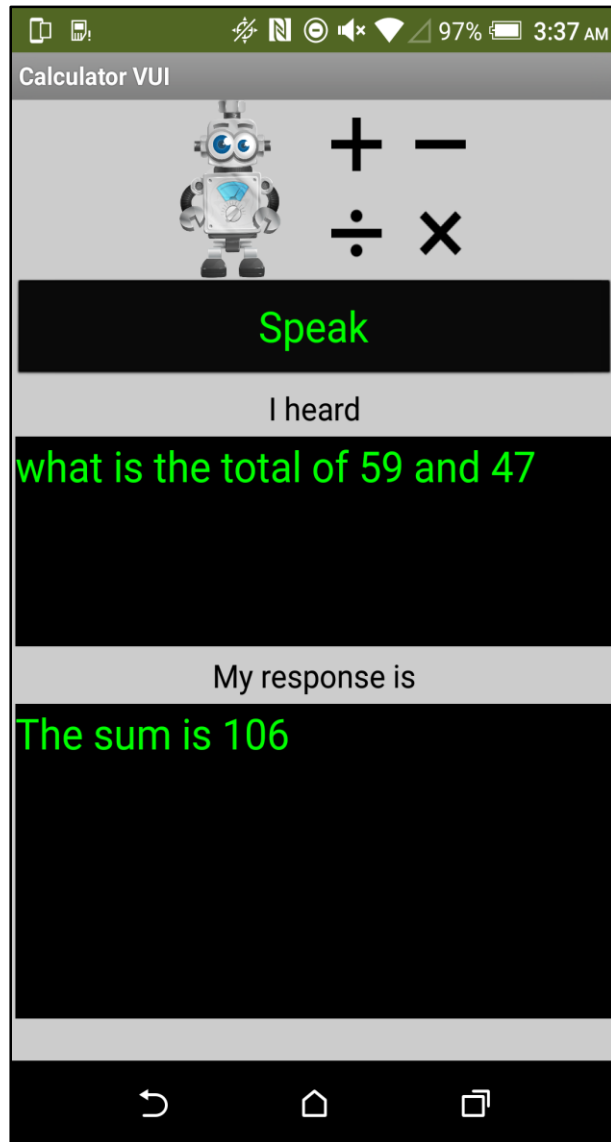 97% 3:37 AM
Calculator VUI
+ −
÷ ×
Speak
I heard
what is the total of 59 and 47
My response is
The sum is 106